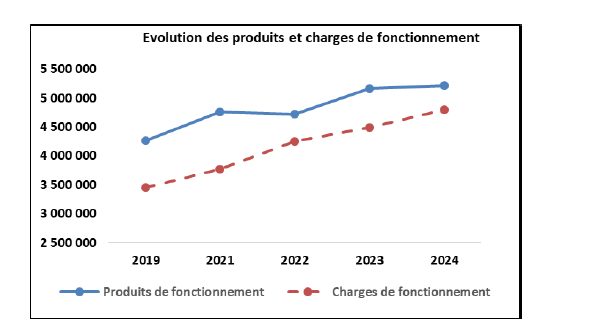 Evolution des produits et charges de fonctionnement
5 500 000
5 000 000
4 500 000
4 000 000
3 500 000
3 000 000
2 500 000
2019 2021 2022 2023 2024
Produits de fonctionnement Charges de fonctionnement